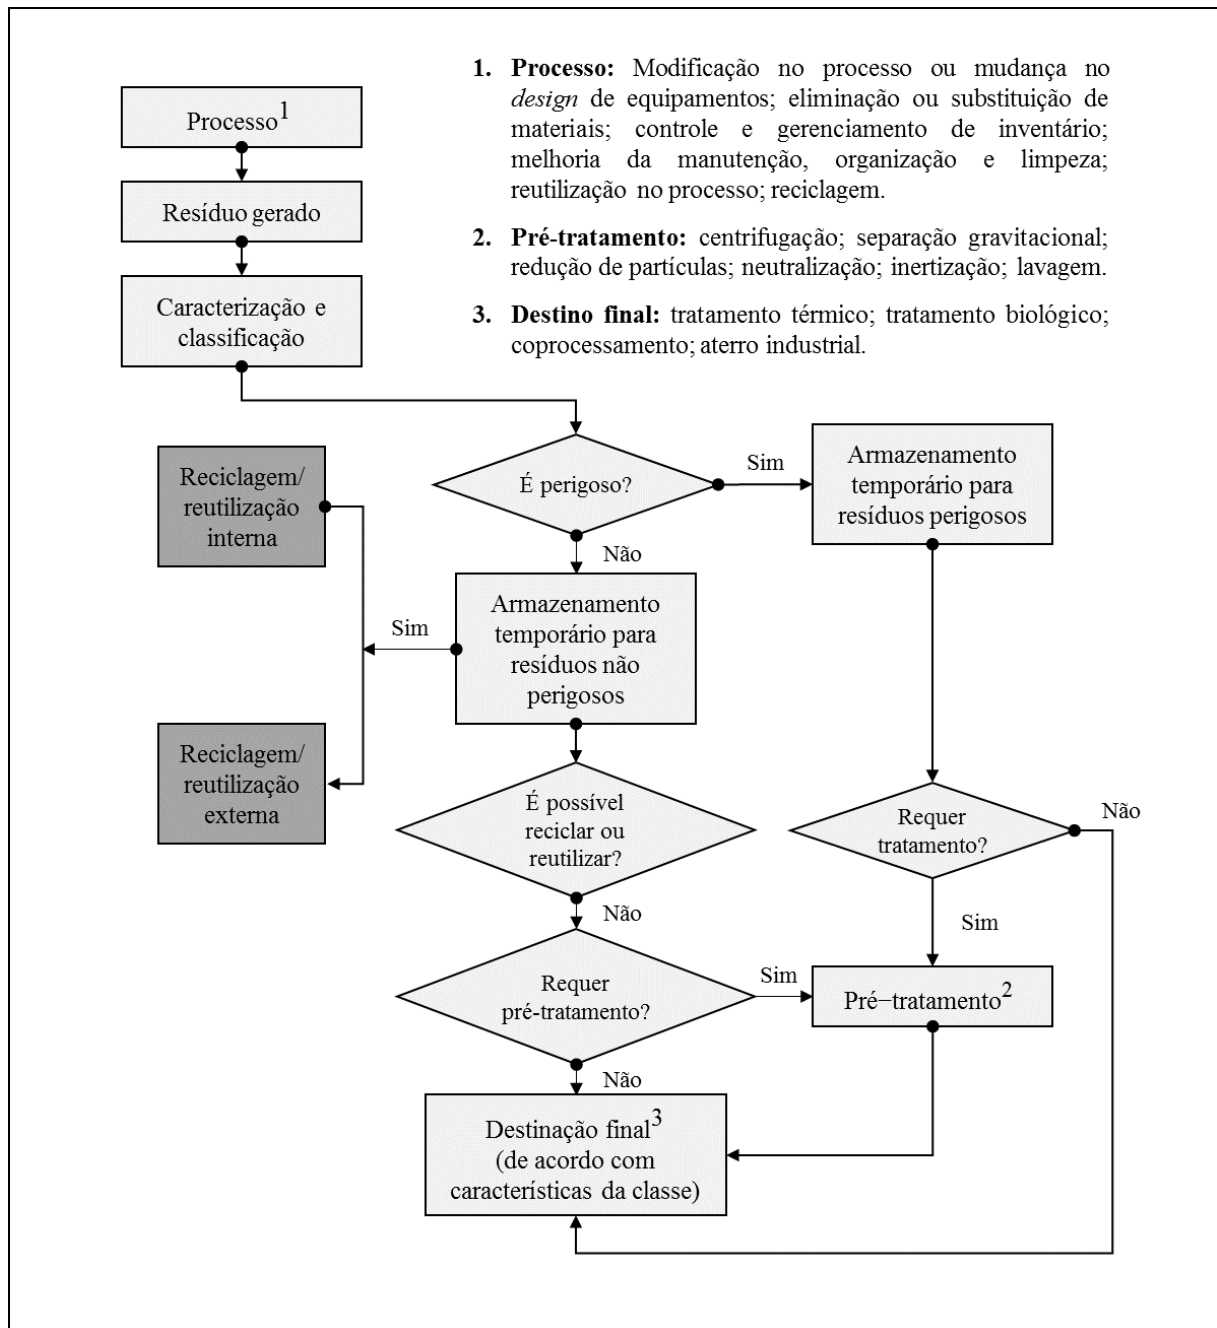 1. Processo: Modificação no processo ou mudança no
design de equipamentos; eliminação ou substituição de
materiais; controle e gerenciamento de inventário;
melhoria da manutenção, organização e limpeza;
reutilização no processo; reciclagem.
2. Pré-tratamento: centrifugação; separação gravitacional;
redução de partículas; neutralização; inertização; lavagem.
3. Destino final: tratamento térmico; tratamento biológico;
coprocessamento; aterro industrial.
Processo1
Resíduo gerado
Caracterização e
classificação
É perigoso?
Sim
Armazenamento
temporário para
resíduos perigosos
Não
Reciclagem/
reutilização
interna
Armazenamento
temporário para
resíduos não
perigosos
Sim
Reciclagem/
reutilização
externa
É possível
reciclar ou
reutilizar?
Requer
tratamento?
Não
Não
Sim
Requer
pré-tratamento?
Sim
Pré−tratamento2
Não
Destinação final3
(de acordo com
características da classe)